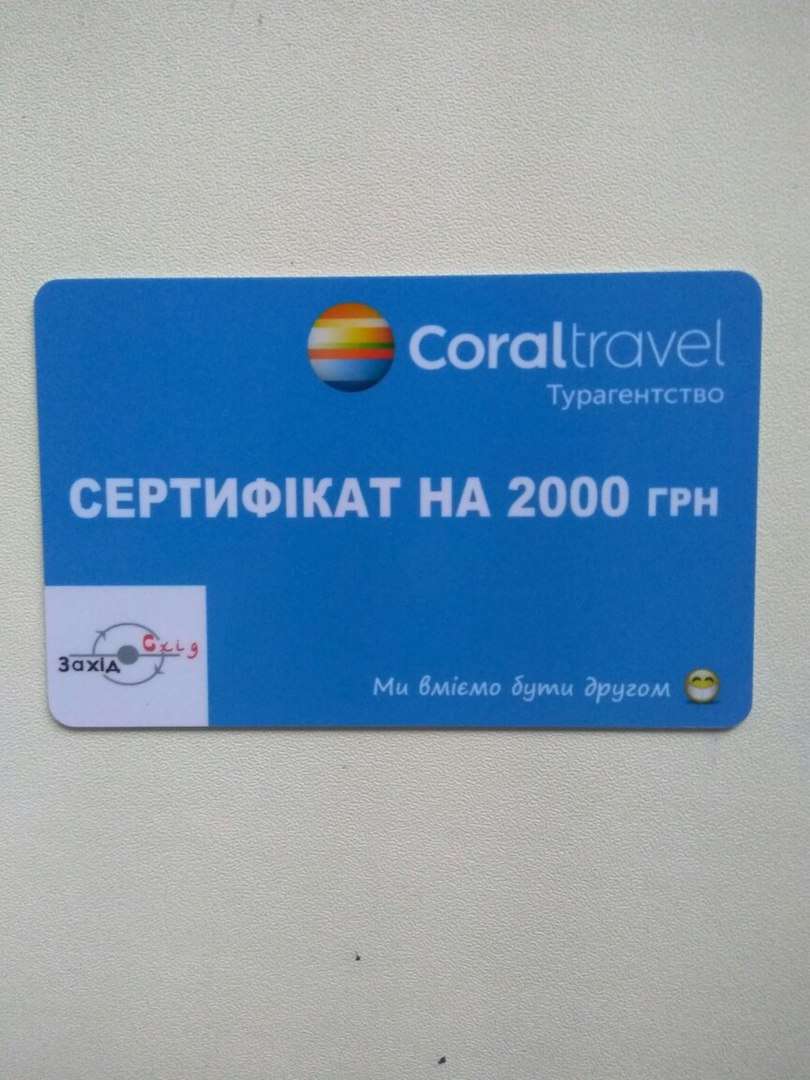 Coraltravel
Турагентство
СЕРТИФІКАТ НА 2000 ГРН
Схід
Захід
Ми вміємо бути другом